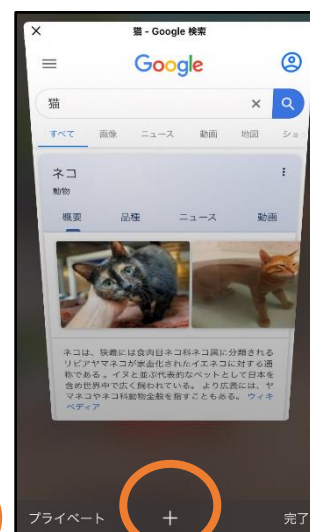 × 猫 - Google 検索
Google
猫 ×
すべて 画像 ニュース 動画 地図 ショ
ネコ
動物
概要 品種 ニュース 動画
ネコは、狭義には食肉目ネコ科ネコ属に分類される
リビアヤマネコが家畜化されたイエネコに対する通
称である。イヌと並ぶ代表的なペットとして日本を
含め世界中で広く飼われている。 より広義には、ヤ
マネコやネコ科動物全般を指すこともある。 ウィキ
ペディア
プライベート + 完了